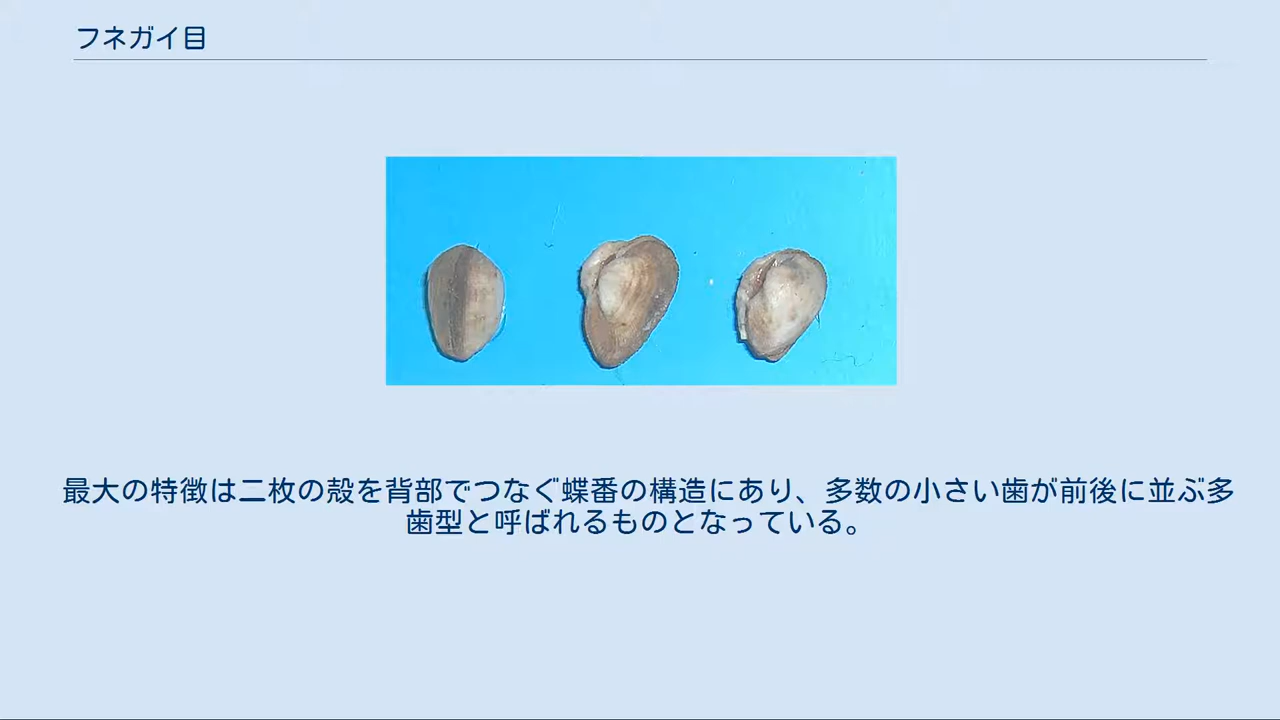 フネガイ目
最大の特徴は二枚の殻を背部でつなぐ蝶番の構造にあり、多数の小さい歯が前後に並ぶ多
歯型と呼ばれるものとなっている。